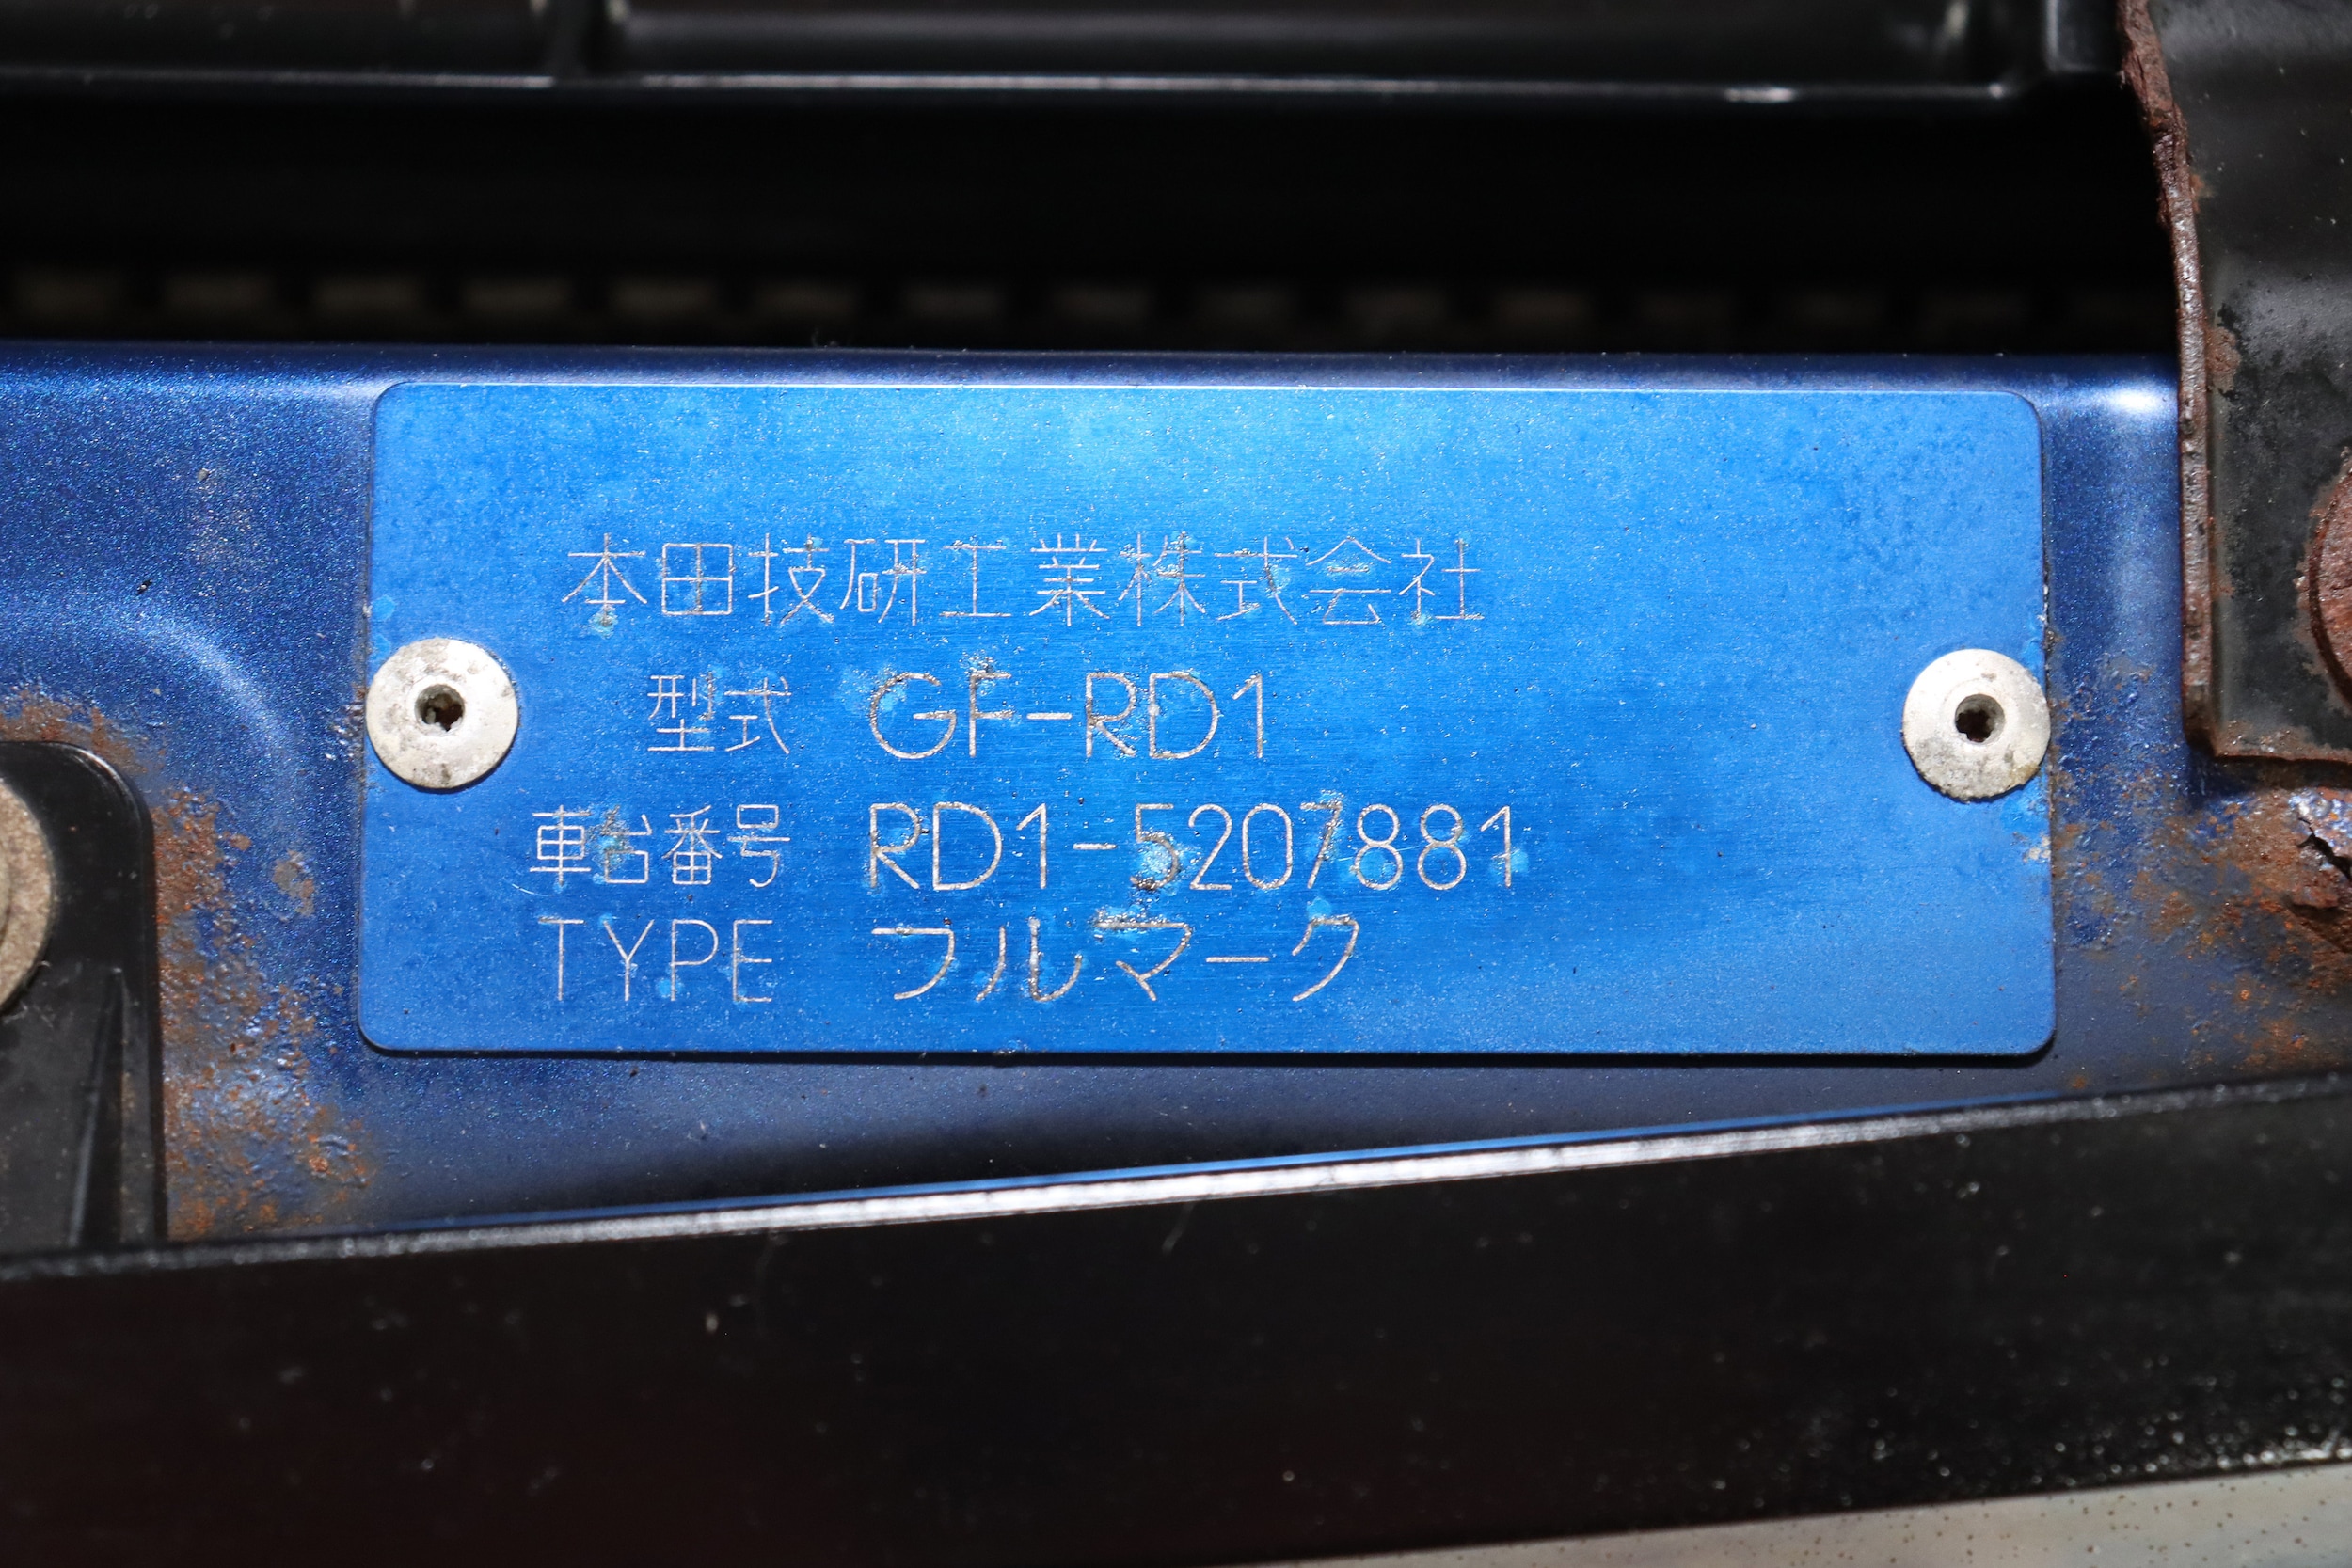 本田技研工業株式会社
型式 GF-RD1
車台番号 RD1-5207881
TYPE フルマーク